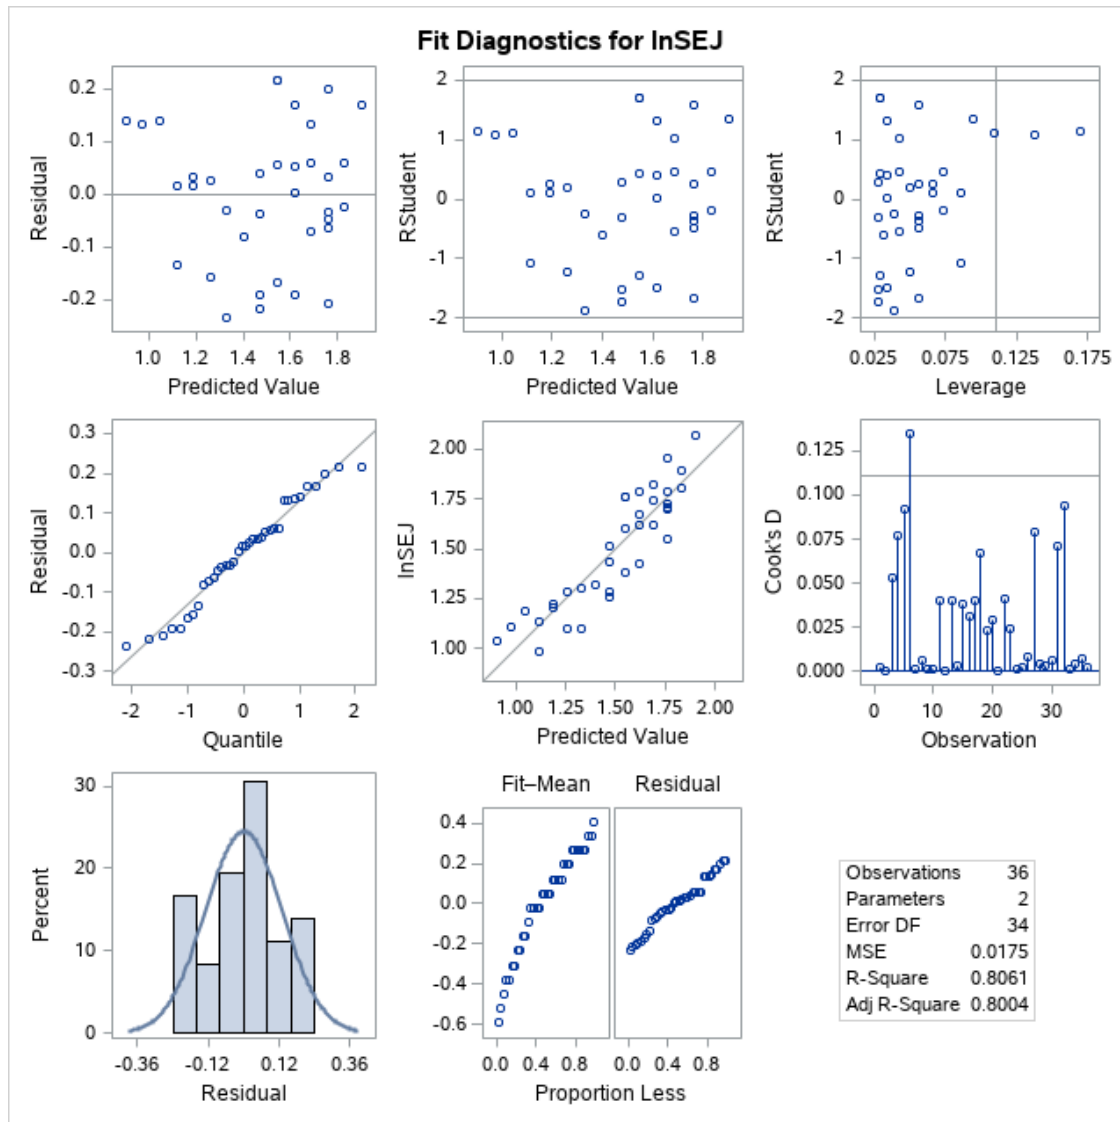 Fit Diagnostics for lnSEJ
0.2
0.1
0.0
-0.1
-0.2
Residual
1.0 1.2 1.4 1.6 1.8
Predicted Value
2
1
0
-1
-2
RStudent
1.0 1.2 1.4 1.6 1.8
Predicted Value
2
1
0
-1
-2
RStudent
0.025 0.075 0.125 0.175
Leverage
0.3
0.2
0.1
0.0
-0.1
-0.2
-0.3
Residual
-2 -1 0 1 2
Quantile
2.00
1.75
1.50
1.25
1.00
lnSEJ
1.00 1.25 1.50 1.75 2.00
Predicted Value
0.125
0.100
0.075
0.050
0.025
0.000
Cook's D
0 10 20 30
Observation
30
20
10
0
Percent
-0.36 -0.12 0.12 0.36
Residual
Fit–Mean Residual
0.4
0.2
0.0
-0.2
-0.4
-0.6
0.0 0.4 0.8 0.0 0.4 0.8
Proportion Less
Observations 36
Parameters 2
Error DF 34
MSE 0.0175
R-Square 0.8061
Adj R-Square 0.8004